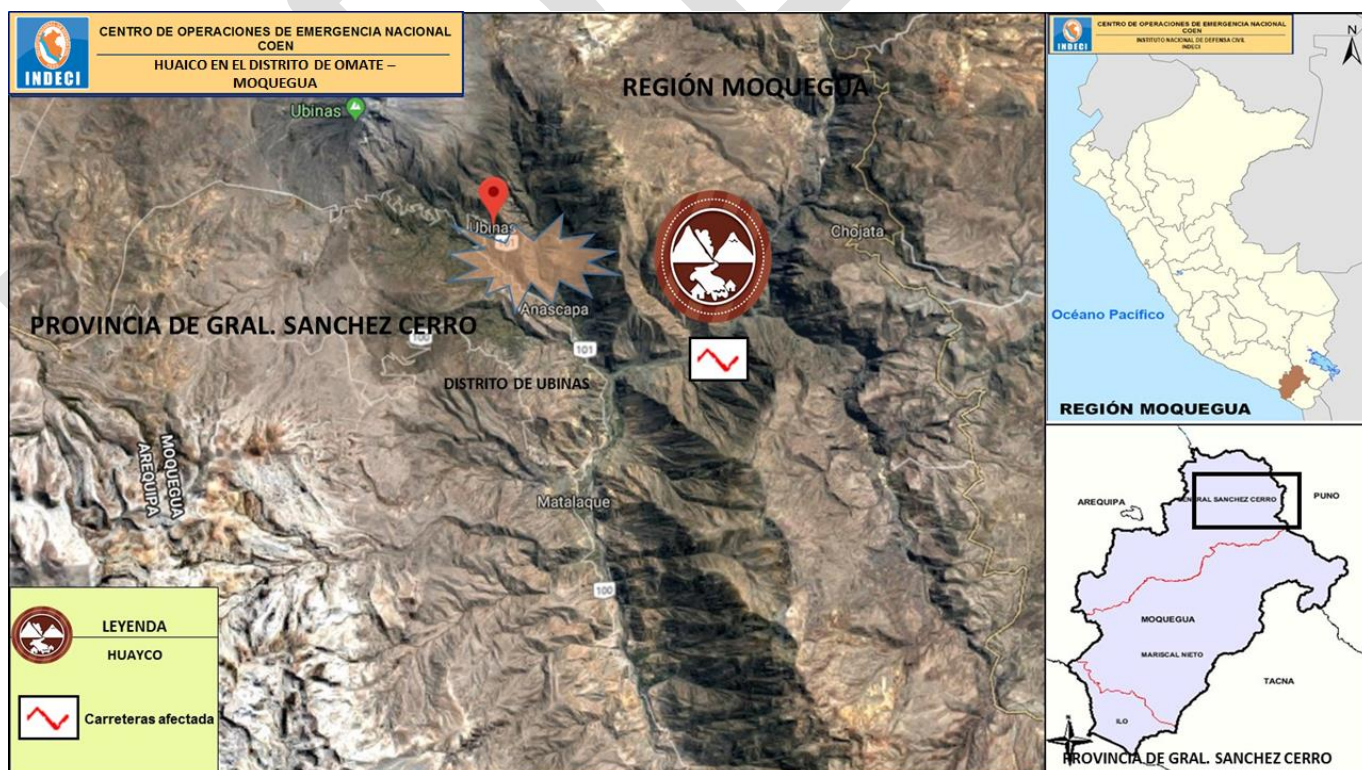 INDECI
CENTRO DE OPERACIONES DE EMERGENCIA NACIONAL
COEN
HUAICO EN EL DISTRITO DE OMATE –
MOQUEGUA
REGIÓN MOQUEGUA
Ubinas
Ubinas
Chojata
Anascapa
PROVINCIA DE GRAL. SANCHEZ CERRO
100
101
DISTRITO DE UBINAS
MOQUEGUA
AREQUIPA
Matalaque
100
LEYENDA
HUAYCO
Carreteras afectada
INDECI
CENTRO DE OPERACIONES DE EMERGENCIA NACIONAL
COEN
INSTITUTO NACIONAL DE DEFENSA CIVIL
INDECI
N
Océano Pacífico
REGIÓN MOQUEGUA
AREQUIPA
GENERAL SANCHEZ CERRO
PUNO
MOQUEGUA
MARISCAL NIETO
TACNA
ILO
N
PROVINCIA DE GRAL. SANCHEZ CERRO